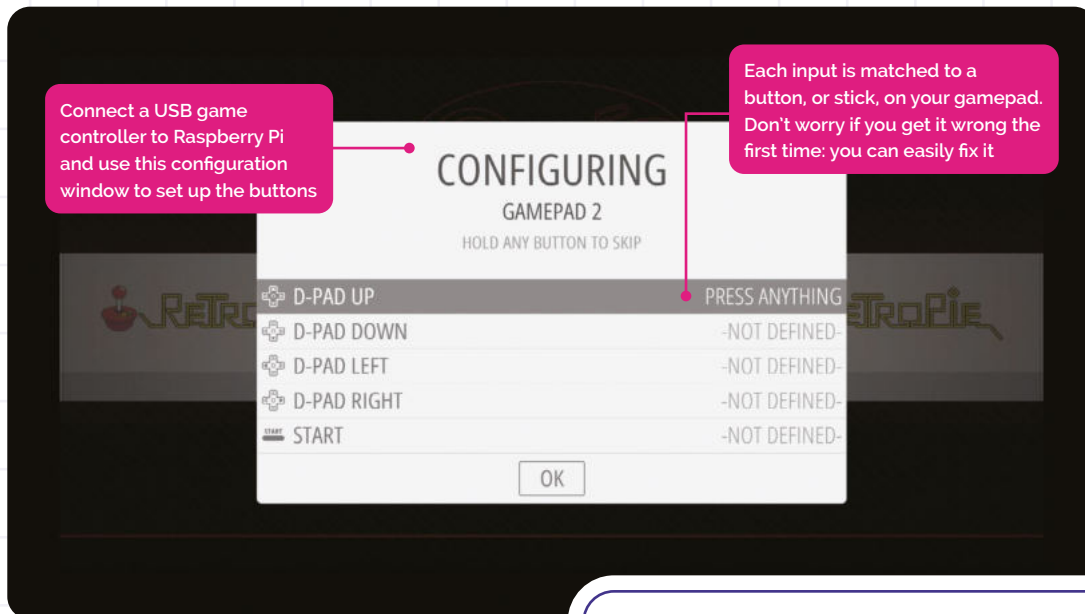 Connect a USB game
controller to Raspberry Pi
and use this configuration
window to set up the buttons
Each input is matched to a
button, or stick, on your gamepad.
Don't worry if you get it wrong the
first time: you can easily fix it
CONFIGURING
GAMEPAD 2
HOLD ANY BUTTON TO SKIP
D-PAD UP PRESS ANYTHING
D-PAD DOWN -NOT DEFINED-
D-PAD LEFT -NOT DEFINED-
D-PAD RIGHT -NOT DEFINED-
START START -NOT DEFINED-
OK
RETR
ETROPIE